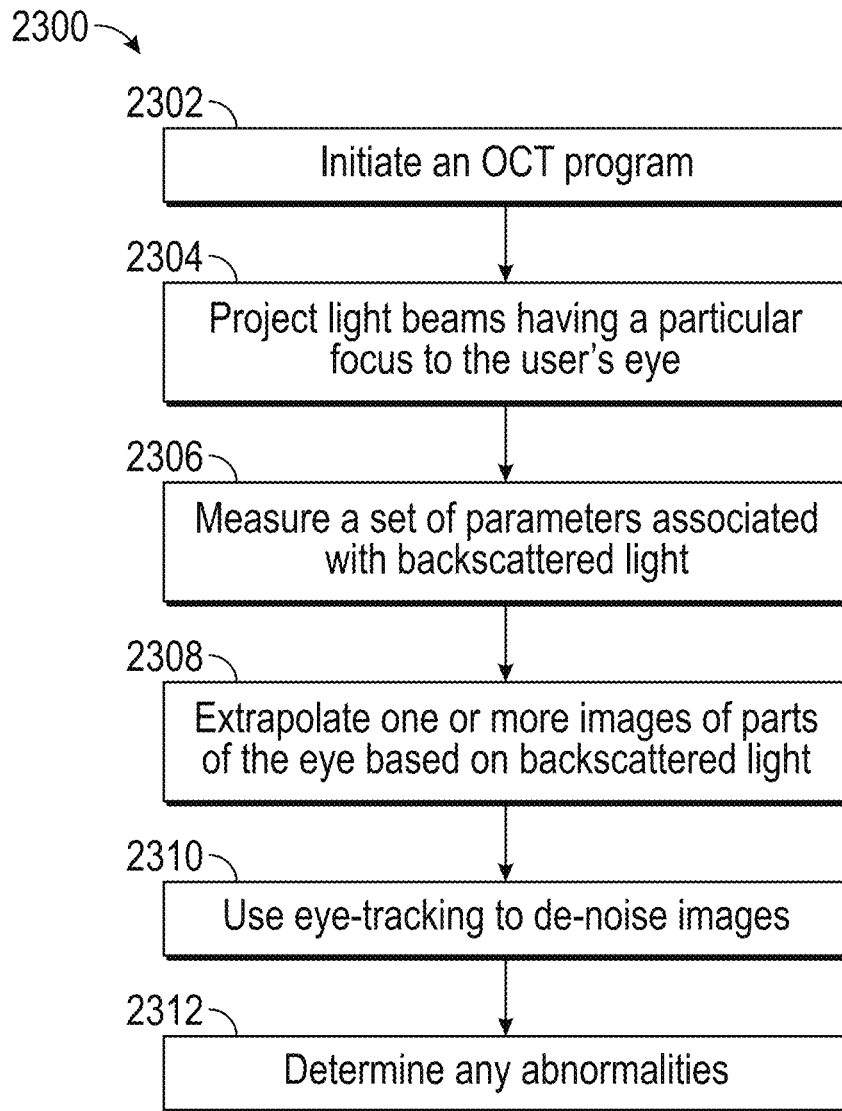 2300
2302
Initiate an OCT program
2304
Project light beams having a particular
focus to the user's eye
2306
Measure a set of parameters associated
with backscattered light
2308
Extrapolate one or more images of parts
of the eye based on backscattered light
2310
Use eye-tracking to de-noise images
2312
Determine any abnormalities